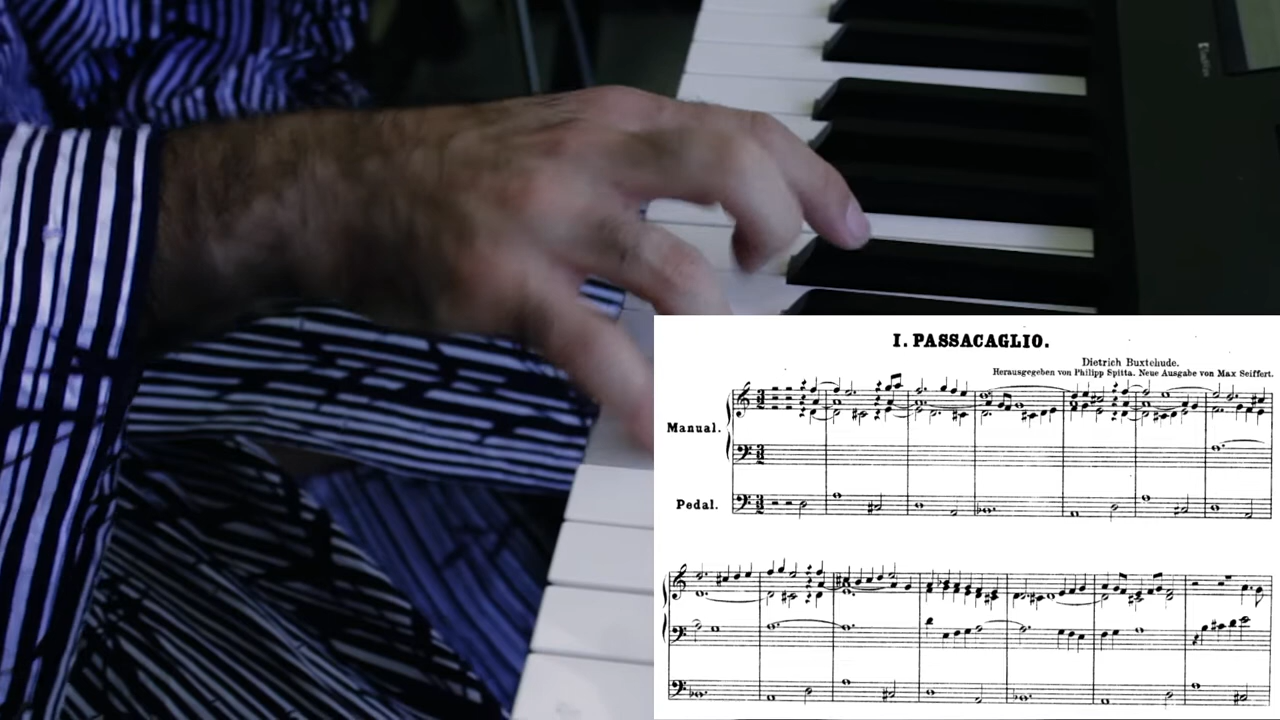 I. PASSACAGLIO.
Dietrich Buxtehude.
Herausgegeben von Philipp Spitta. Neue Ausgabe von Max Seiffert.
Manual.
Pedal.